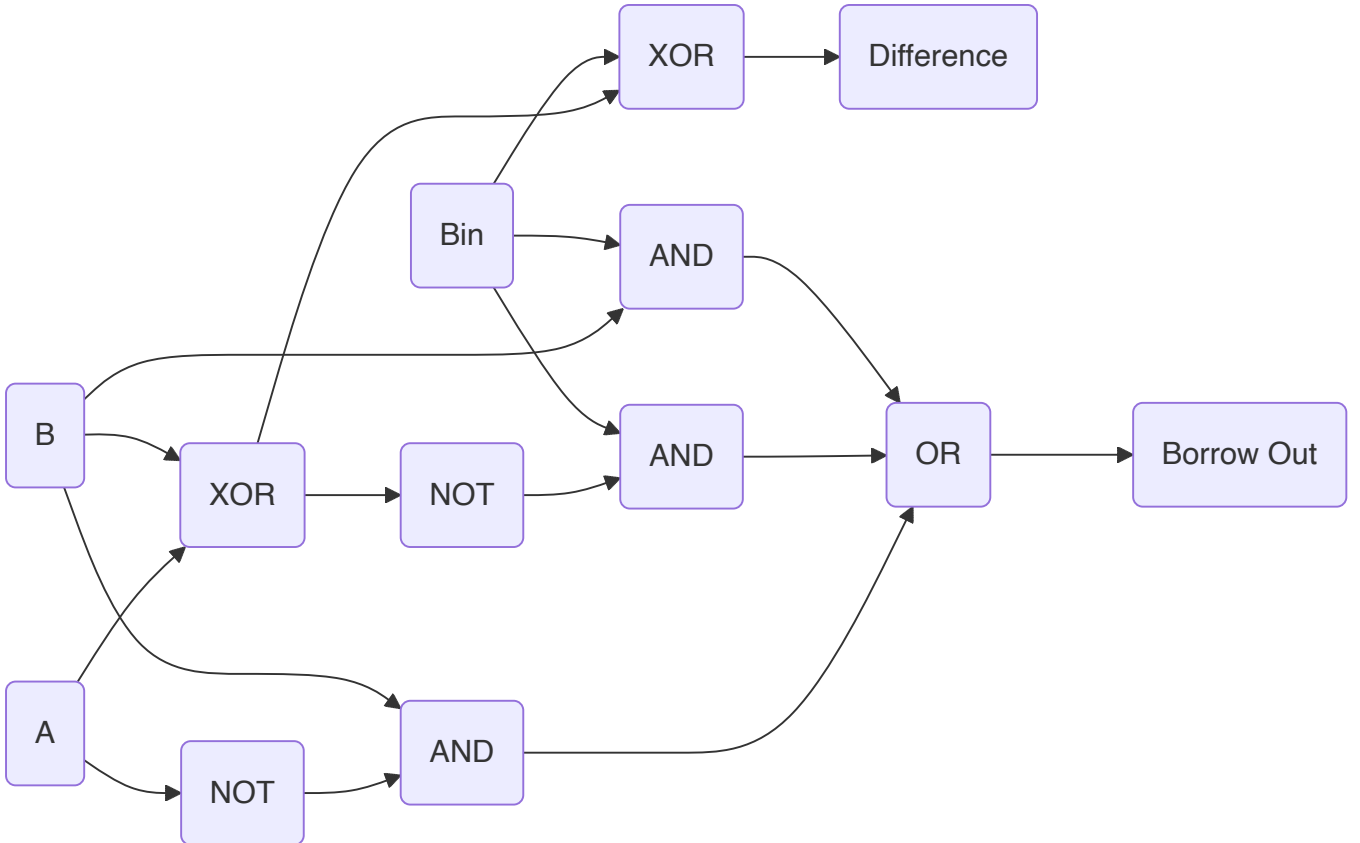 XOR
Difference
Bin
AND
B
XOR
NOT
AND
OR
Borrow Out
A
NOT
AND